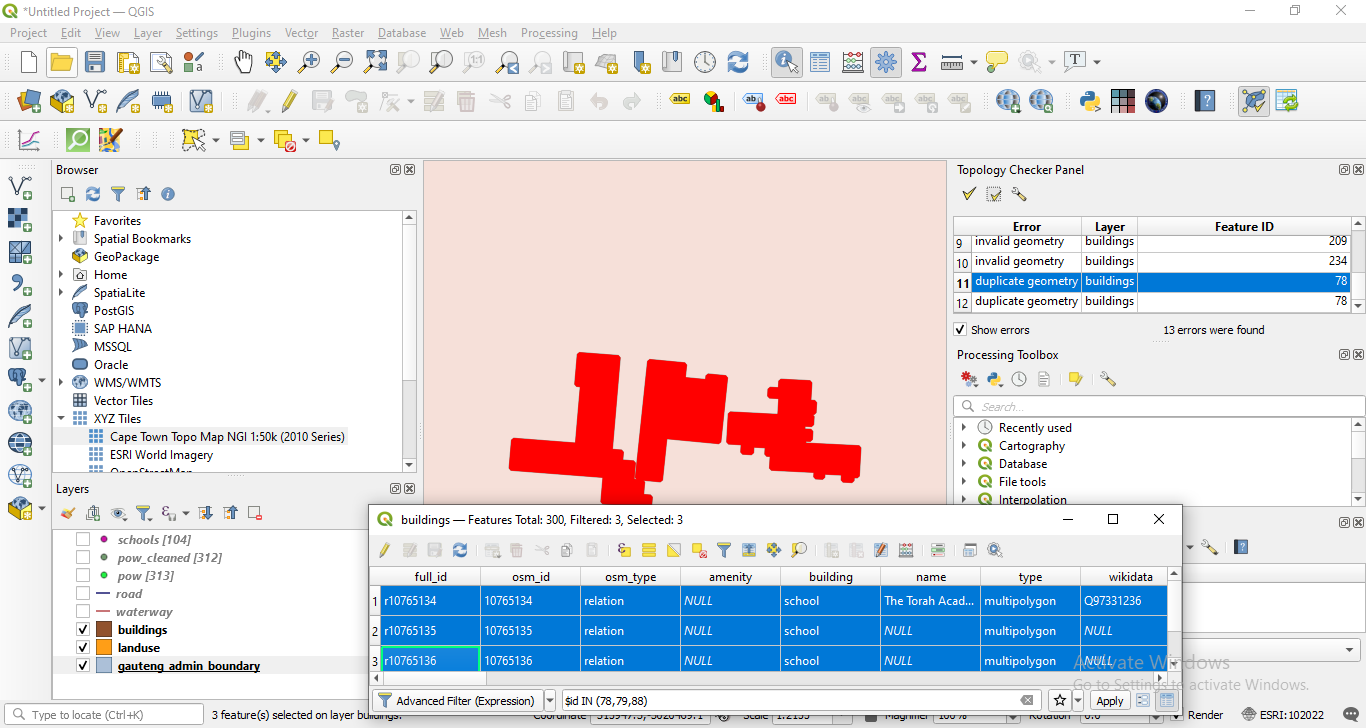 *Untitled Project — QGIS
Project Edit View Layer Settings Plugins Vector Raster Database Web Mesh Processing Help
Browser
Favorites
Spatial Bookmarks
GeoPackage
Home
SpatiaLite
PostGIS
SAP HANA
MSSQL
Oracle
WMS/WMTS
Vector Tiles
XYZ Tiles
Cape Town Topo Map NGI 1:50k (2010 Series)
ESRI World Imagery
OpenStreetMap
Layers
schools [104]
pow_cleaned [312]
pow [313]
road
waterway
buildings
landuse
gauteng admin boundary
Topology Checker Panel
Error Layer Feature ID
9 invalid geometry buildings 209
10 invalid geometry buildings 234
11 duplicate geometry buildings 78
12 duplicate geometry buildings 78
Show errors 13 errors were found
Processing Toolbox
Search...
Recently used
Cartography
Database
File tools
Interpolation
buildings — Features Total: 300, Filtered: 3, Selected: 3
full_id osm_id osm_type amenity building name type wikidata
1 r10765134 10765134 relation NULL school The Torah Acad... multipolygon Q97331236
2 r10765135 10765135 relation NULL school NULL multipolygon NULL
3 r10765136 10765136 relation NULL school NULL multipolygon NULL
Advanced Filter (Expression) $id IN (78,79,88) Apply
Activate Windows
Go to Settings to activate Windows.
Type to locate (Ctrl+K) 3 feature(s) selected on layer buildings. Coordinate Scale Magnifier 100% Rotation 0.0 Render ESRI:102022